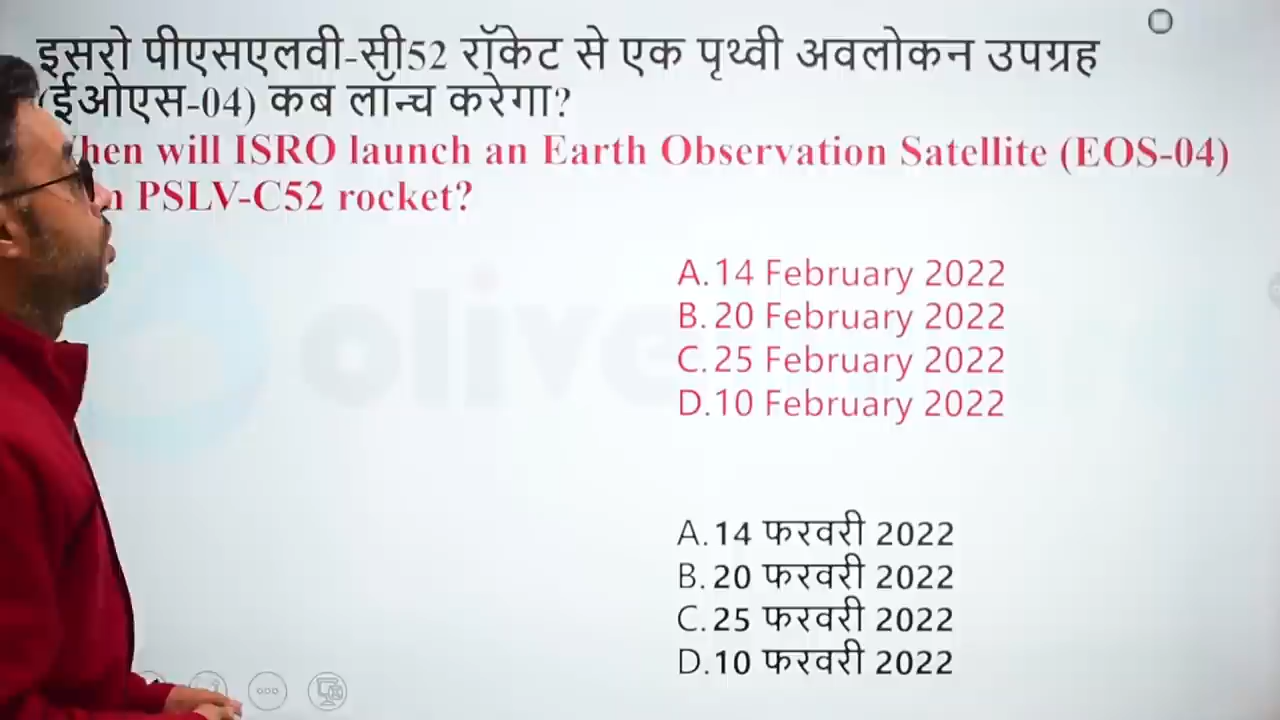 इसरो पीएसएलवी-सी52 रॉकेट से एक पृथ्वी अवलोकन उपग्रह
(ईओएस-04) कब लॉन्च करेगा?
hen will ISRO launch an Earth Observation Satellite (EOS-04)
PSLV-C52 rocket?
A.14 February 2022
B. 20 February 2022
C.25 February 2022
D.10 February 2022
olive
A.14 फरवरी 2022
B. 20 फरवरी 2022
C.25 फरवरी 2022
D.10 फरवरी 2022